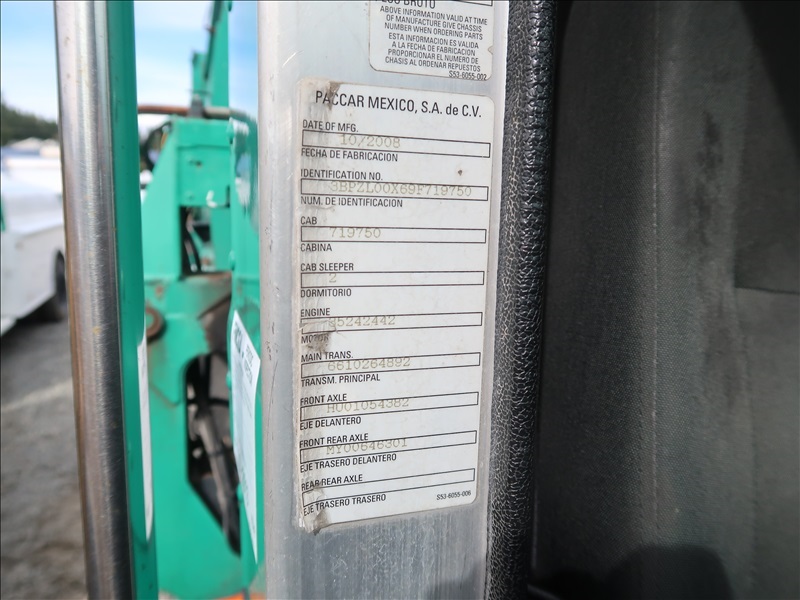 ABOVE INFORMATION VALID AT TIME
OF MANUFACTURE GIVE CHASSIS
NUMBER WHEN ORDERING PARTS
ESTA INFORMACION ES VALIDA
A LA FECHA DE FABRICACION
PROPORCIONAR EL NUMERO DE
CHASIS AL ORDENAR REPUESTOS
S53-6055-002
PACCAR MEXICO, S.A. de C.V.
DATE OF MFG.
10/2008
FECHA DE FABRICACION
IDENTIFICATION NO.
3BPZL00X69F719750
NUM. DE IDENTIFICACION
CAB
719750
CABINA
CAB SLEEPER
2
DORMITORIO
ENGINE
35242442
MOTOR
MAIN TRANS.
6610284892
TRANSM. PRINCIPAL
FRONT AXLE
HU01054382
EJE DELANTERO
FRONT REAR AXLE
MY00646301
EJE TRASERO DELANTERO
REAR REAR AXLE
EJE TRASERO TRASERO
S53-6055-006